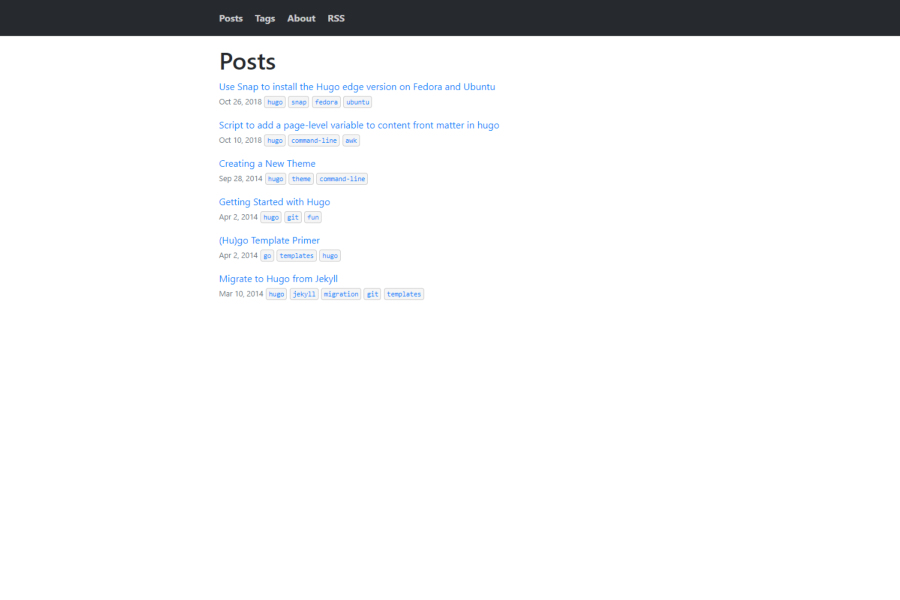 Posts Tags About RSS
Posts
Use Snap to install the Hugo edge version on Fedora and Ubuntu
Oct 26, 2018 hugo snap fedora ubuntu
Script to add a page-level variable to content front matter in hugo
Oct 10, 2018 hugo command-line awk
Creating a New Theme
Sep 28, 2014 hugo theme command-line
Getting Started with Hugo
Apr 2, 2014 hugo git fun
(Hu)go Template Primer
Apr 2, 2014 go templates hugo
Migrate to Hugo from Jekyll
Mar 10, 2014 hugo jekyll migration git templates